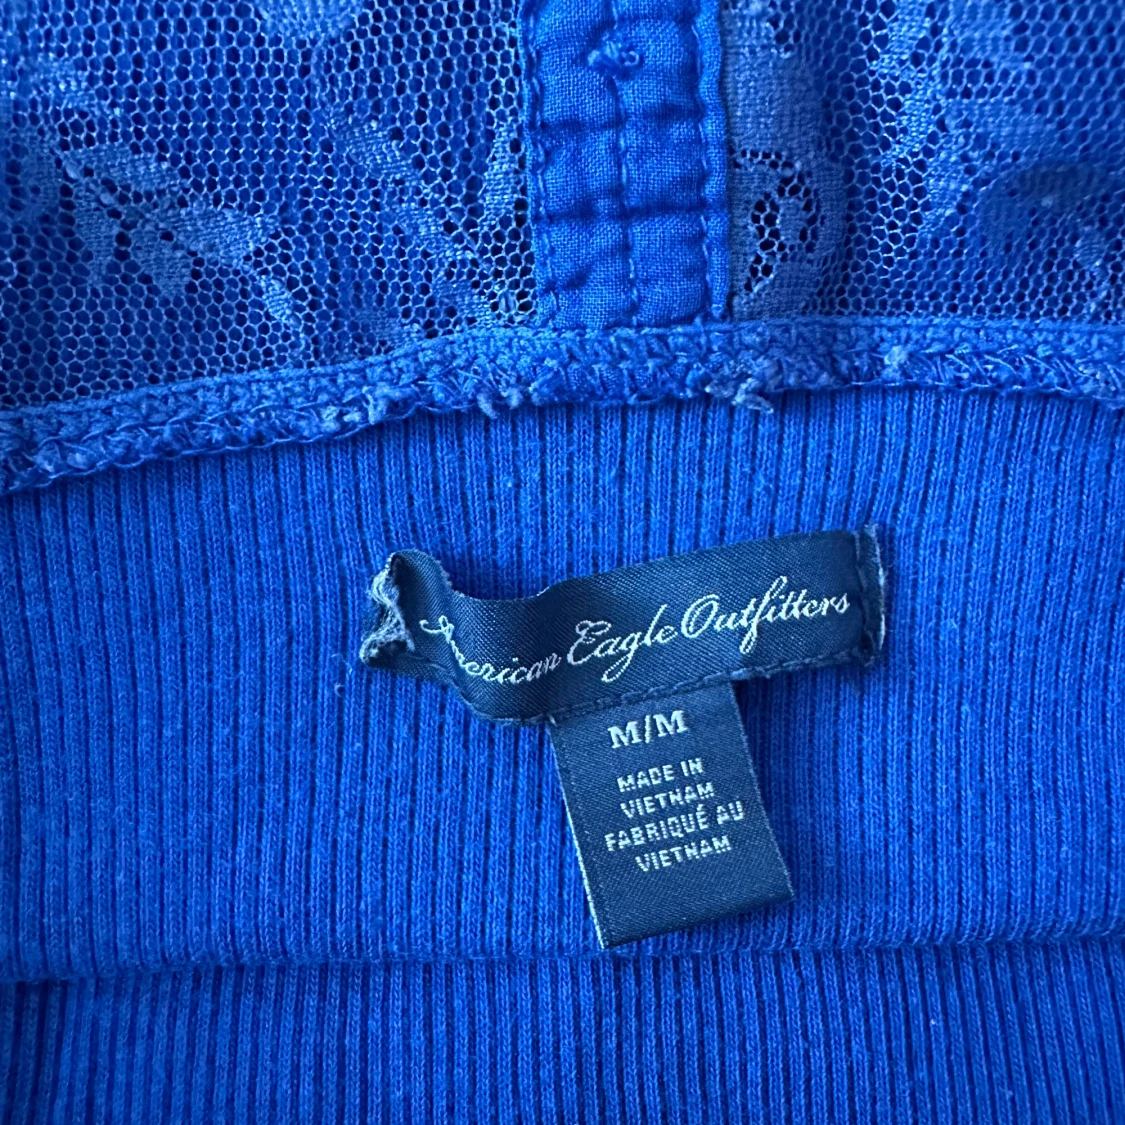 American Eagle Outfitters
M/M
MADE IN
VIETNAM
FABRIQUÉ AU
VIETNAM